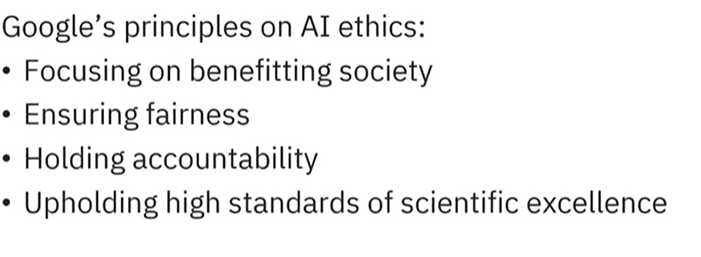 Google’s principles on AI ethics:
• Focusing on benefitting society
• Ensuring fairness
• Holding accountability
• Upholding high standards of scientific excellence